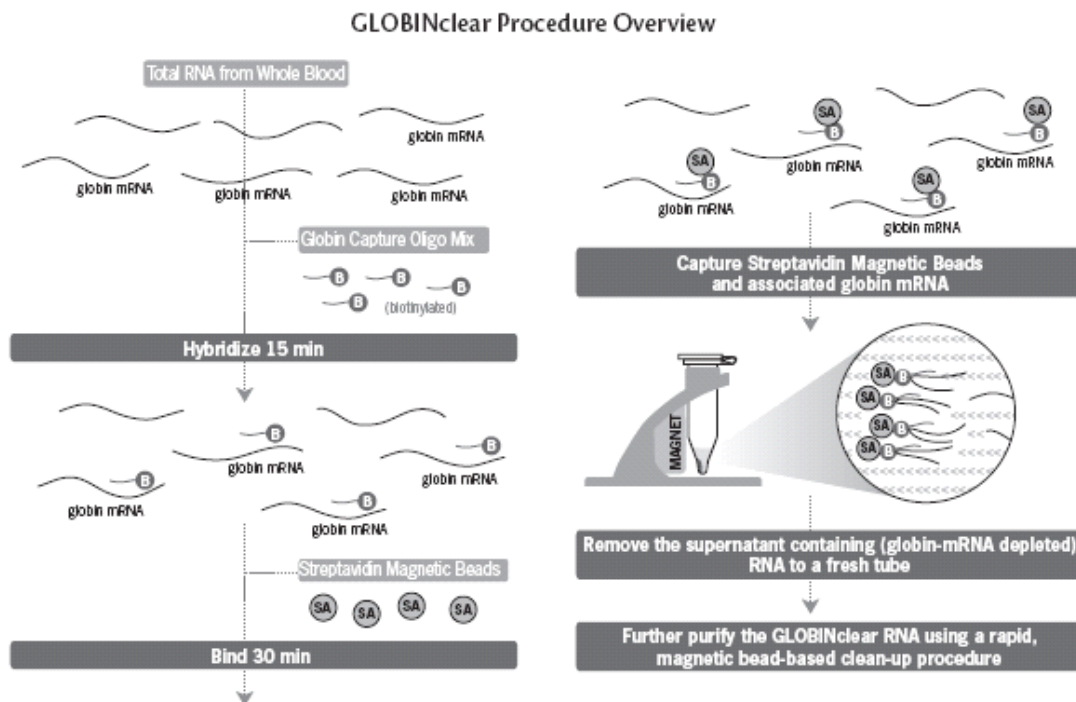 GLOBINclear Procedure Overview
Total RNA from Whole Blood
globin mRNA
globin mRNA
globin mRNA
globin mRNA
Globin Capture Oligo Mix
B
B
B
B
(biotinylated)
Hybridize 15 min
B
B
globin mRNA
globin mRNA
B
B
globin mRNA
globin mRNA
Streptavidin Magnetic Beads
SA
SA
SA
SA
Bind 30 min
SA
B
SA
B
globin mRNA
globin mRNA
SA
B
SA
B
globin mRNA
globin mRNA
Capture Streptavidin Magnetic Beads
and associated globin mRNA
MAGNET
SA B
SA B
SA B
SA B
Remove the supernatant containing (globin-mRNA depleted)
RNA to a fresh tube
Further purify the GLOBINclear RNA using a rapid,
magnetic bead-based clean-up procedure